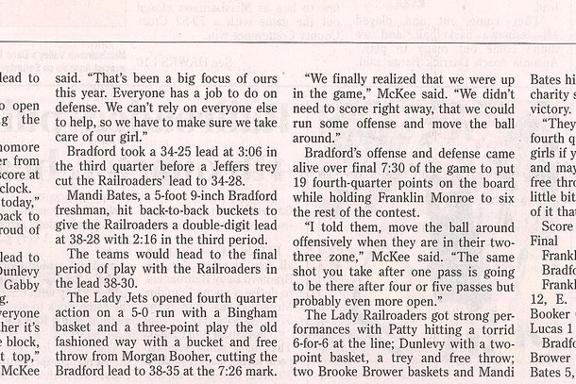 lead to
o open
g the
nomore
er from
score at
clock.
today,"
back to
roud of
lead to
Dunlevy
Gabby
g.
veryone
her it's
e block,
t top,"
McKee
said. “That's been a big focus of ours
this year. Everyone has a job to do on
defense. We can't rely on everyone else
to help, so we have to make sure we take
care of our girl.”
Bradford took a 34-25 lead at 3:06 in
the third quarter before a Jeffers trey
cut the Railroaders' lead to 34-28.
Mandi Bates, a 5-foot 9-inch Bradford
freshman, hit back-to-back buckets to
give the Railroaders a double-digit lead
at 38-28 with 2:16 in the third period.
The teams would head to the final
period of play with the Railroaders in
the lead 38-30.
The Lady Jets opened fourth quarter
action on a 5-0 run with a Bingham
basket and a three-point play the old
fashioned way with a bucket and free
throw from Morgan Booher, cutting the
Bradford lead to 38-35 at the 7:26 mark.
“We finally realized that we were up
in the game,” McKee said. “We didn't
need to score right away, that we could
run some offense and move the ball
around.”
Bradford's offense and defense came
alive over final 7:30 of the game to put
19 fourth-quarter points on the board
while holding Franklin Monroe to six
the rest of the contest.
“I told them, move the ball around
offensively when they are in their two-
three zone,” McKee said. “The same
shot you take after one pass is going
to be there after four or five passes but
probably even more open.”
The Lady Railroaders got strong per-
formances with Patty hitting a torrid
6-for-6 at the line; Dunlevy with a two-
point basket, a trey and free throw;
two Brooke Brower baskets and Mandi
Bates hi
charity s
victory.
“They
fourth q
girls if y
and may
free thro
little bit
of it tha
Score
Final
Frankl
Bradfo
Frankl
12, E.
Booker
Lucas 1
Bradfo
Brower
Bates 5,